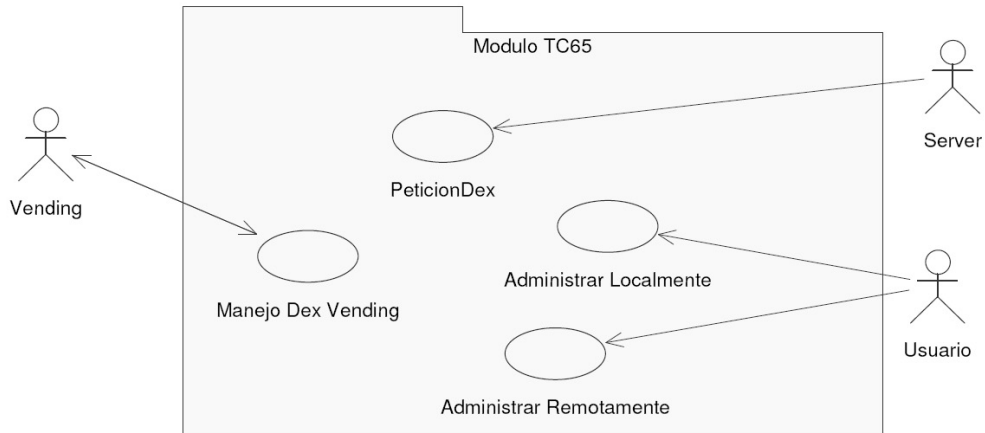 Modulo TC65
Server
PeticionDex
Vending
Administrar Localmente
Manejo Dex Vending
Usuario
Administrar Remotamente